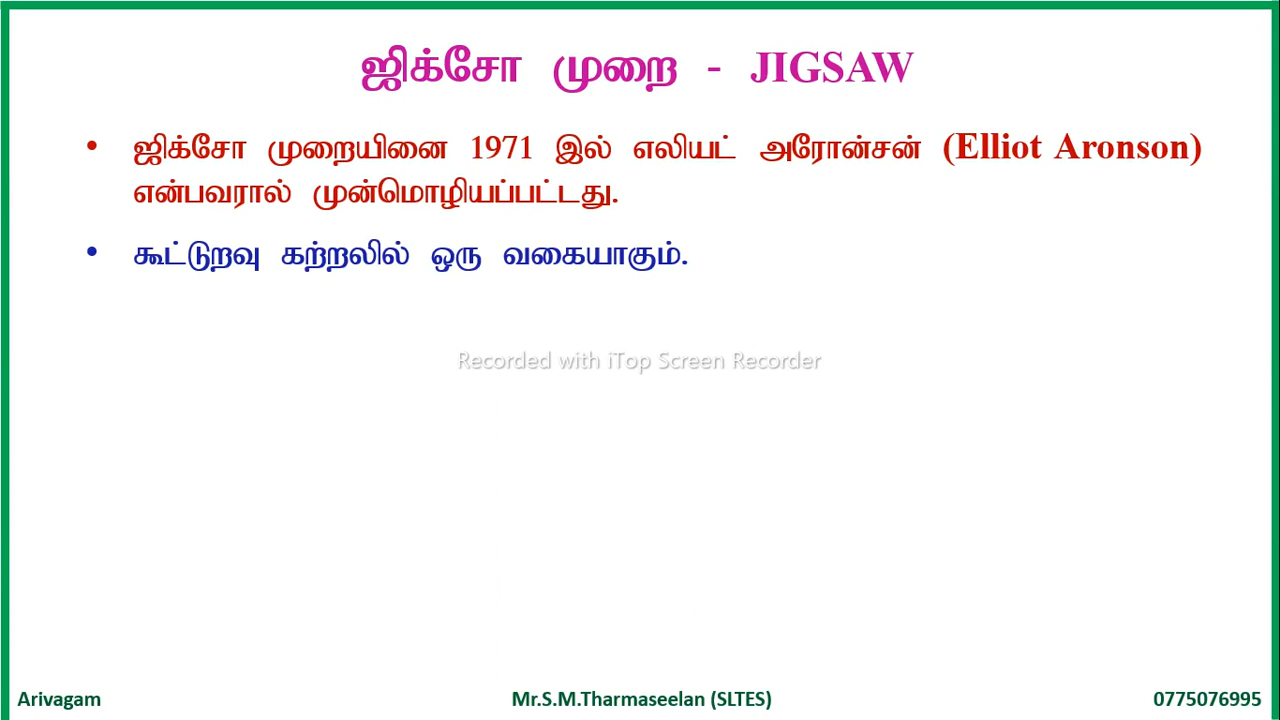 ஜிக்சோ முறை - JIGSAW
• ஜிக்சோ முறையினை 1971 இல் எலியட் அரோன்சன் (Elliot Aronson)
என்பவரால் முன்மொழியப்பட்டது.
• கூட்டுறவு கற்றலில் ஒரு வகையாகும்.
Recorded with iTop Screen Recorder
Arivagam Mr.S.M.Tharmaseelan (SLTES) 0775076995